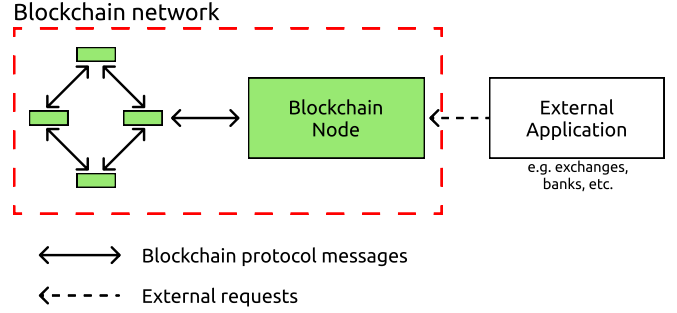 Blockchain network
Blockchain
Node
External
Application
e.g. exchanges,
banks, etc.
Blockchain protocol messages
External requests